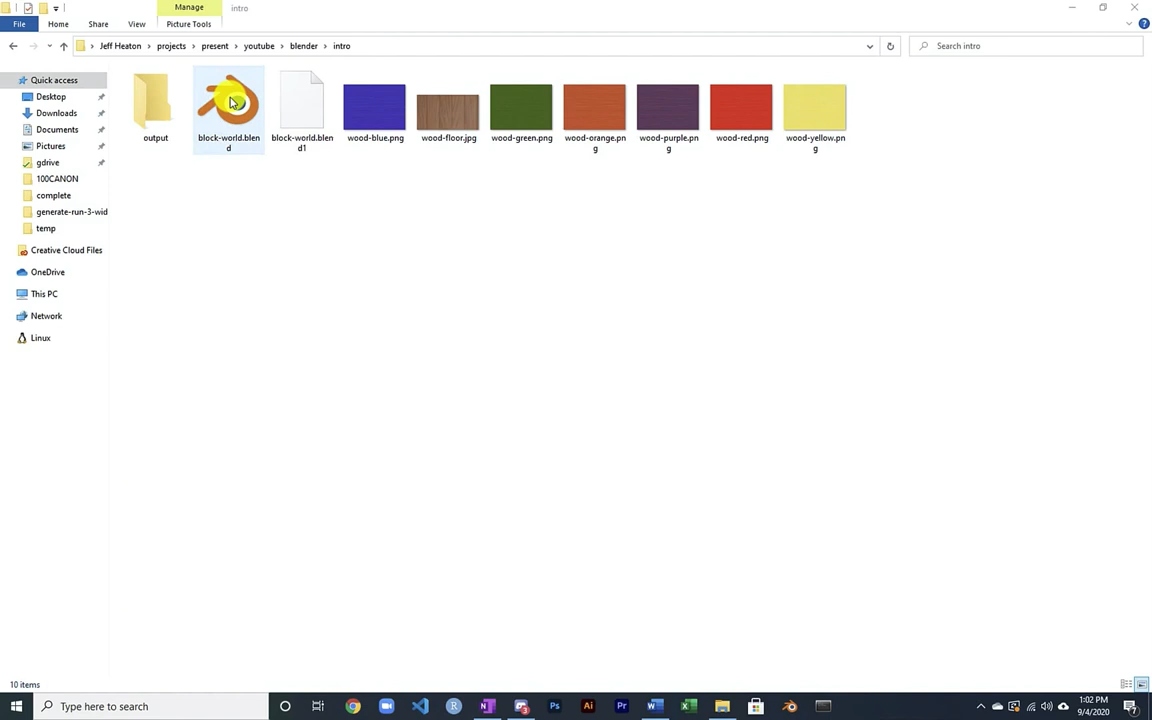 Manage
intro
File
Home
Share
View
Picture Tools
Jeff Heaton
projects
present
youtube
blender
intro
Search intro
Quick access
Desktop
Downloads
Documents
Pictures
gdrive
100CANON
complete
generate-run-3-wid
temp
Creative Cloud Files
OneDrive
This PC
Network
Linux
output
block-world.blen
d
block-world.blen
d1
wood-blue.png
wood-floor.jpg
wood-green.png
wood-orange.pn
g
wood-purple.pn
g
wood-red.png
wood-yellow.pn
g
10 items
Type here to search
R
N
Ps
Ai
Pr
W
X
1:02 PM
9/4/2020
7